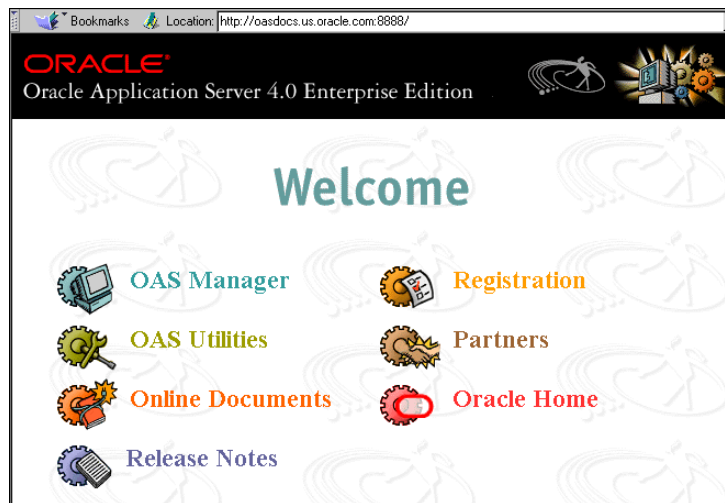 Bookmarks Location: http://oasdocs.us.oracle.com:8888/
ORACLE®
Oracle Application Server 4.0 Enterprise Edition
Welcome
OAS Manager
Registration
OAS Utilities
Partners
Online Documents
Oracle Home
Release Notes